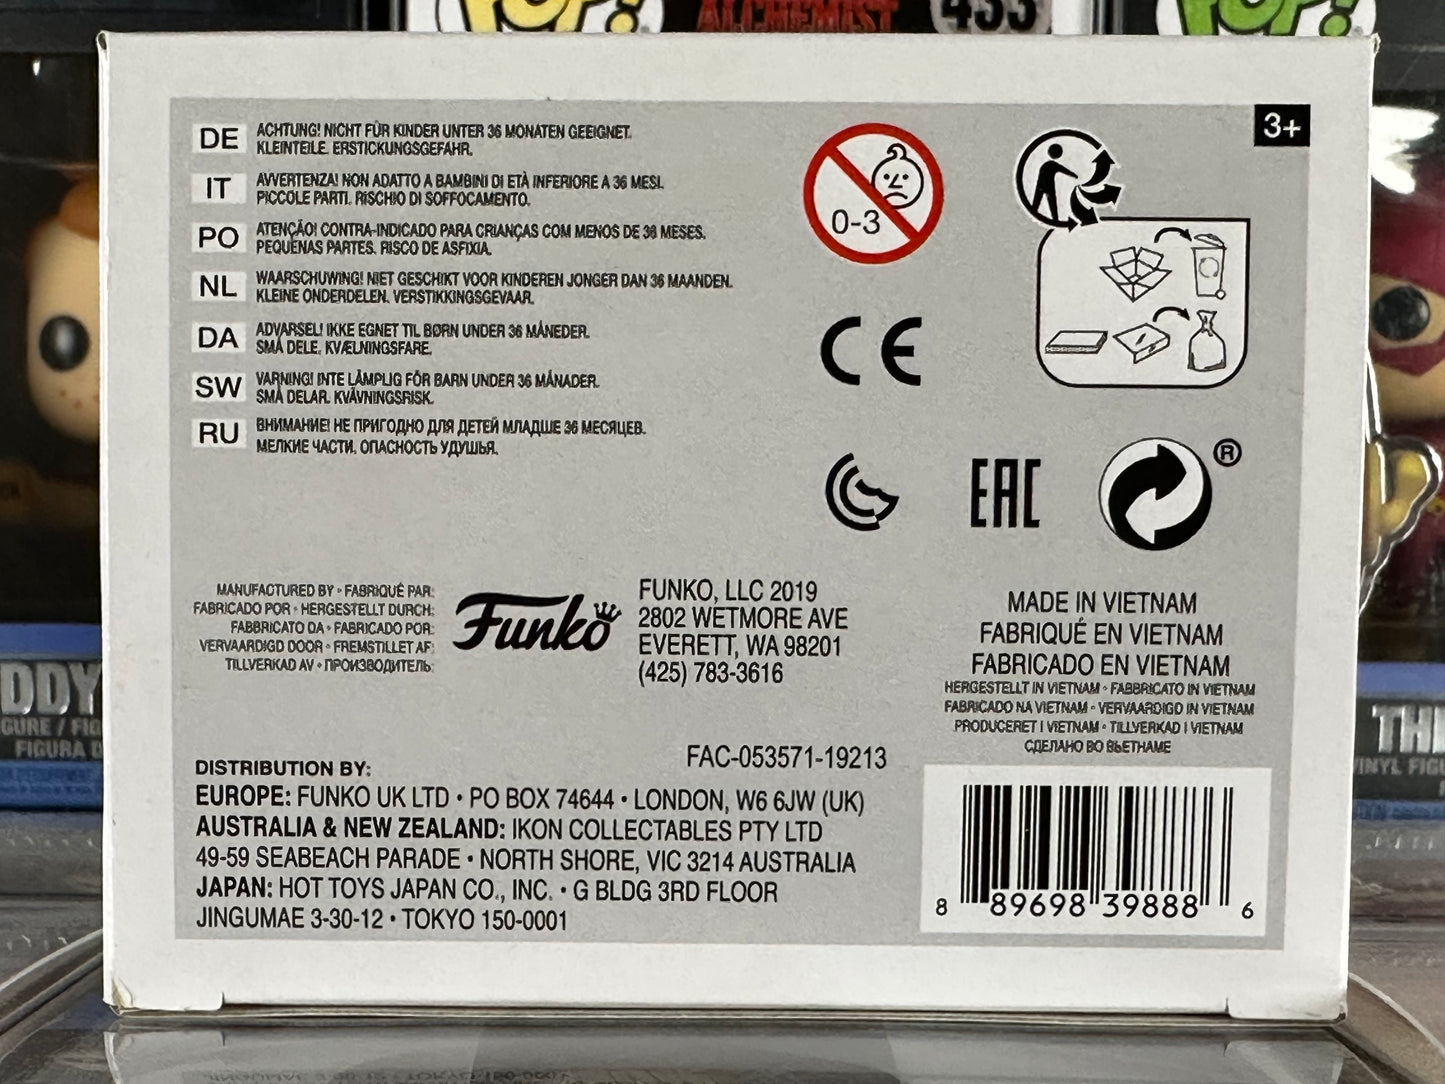 POP!
ALCHEMIST
433
POP!
3+
DE
ACHTUNG! NICHT FÜR KINDER UNTER 36 MONATEN GEEIGNET.
KLEINTEILE. ERSTICKUNGSGEFAHR.
IT
AVVERTENZA! NON ADATTO A BAMBINI DI ETÀ INFERIORE A 36 MESI.
PICCOLE PARTI. RISCHIO DI SOFFOCAMENTO.
PO
ATENÇÃO! CONTRA-INDICADO PARA CRIANÇAS COM MENOS DE 36 MESES.
PEQUENAS PARTES. RISCO DE ASFIXIA.
NL
WAARSCHUWING! NIET GESCHIKT VOOR KINDEREN JONGER DAN 36 MAANDEN.
KLEINE ONDERDELEN. VERSTIKKINGSGEVAAR.
DA
ADVARSEL! IKKE EGNET TIL BØRN UNDER 36 MÅNEDER.
SMÅ DELE. KVÆLNINGSFARE.
SW
VARNING! INTE LÄMPLIG FÖR BARN UNDER 36 MÅNADER.
SMÅ DELAR. KVÄVNINGSRISK.
RU
ВНИМАНИЕ! НЕ ПРИГОДНО ДЛЯ ДЕТЕЙ МЛАДШЕ 36 МЕСЯЦЕВ.
МЕЛКИЕ ЧАСТИ. ОПАСНОСТЬ УДУШЬЯ.
0-3
CE
EAC
®
MANUFACTURED BY • FABRIQUÉ PAR:
FABRICADO POR • HERGESTELLT DURCH:
FABBRICATO DA • FABRICADO POR:
VERVAARDIGD DOOR • FREMSTILLET AF:
TILLVERKAD AV • ПРОИЗВОДИТЕЛЬ:
Funko
FUNKO, LLC 2019
2802 WETMORE AVE
EVERETT, WA 98201
(425) 783-3616
MADE IN VIETNAM
FABRIQUÉ EN VIETNAM
FABRICADO EN VIETNAM
HERGESTELLT IN VIETNAM • FABBRICATO IN VIETNAM
FABRICADO NA VIETNAM • VERVAARDIGD IN VIETNAM
PRODUCERET I VIETNAM • TILLVERKAD I VIETNAM
СДЕЛАНО ВО ВЬЕТНАМЕ
FAC-053571-19213
DISTRIBUTION BY:
EUROPE: FUNKO UK LTD • PO BOX 74644 • LONDON, W6 6JW (UK)
AUSTRALIA & NEW ZEALAND: IKON COLLECTABLES PTY LTD
49-59 SEABEACH PARADE • NORTH SHORE, VIC 3214 AUSTRALIA
JAPAN: HOT TOYS JAPAN CO., INC. • G BLDG 3RD FLOOR
JINGUMAE 3-30-12 • TOKYO 150-0001
8 89698 39888 6
DDY
FIGURA
TH
VINYL